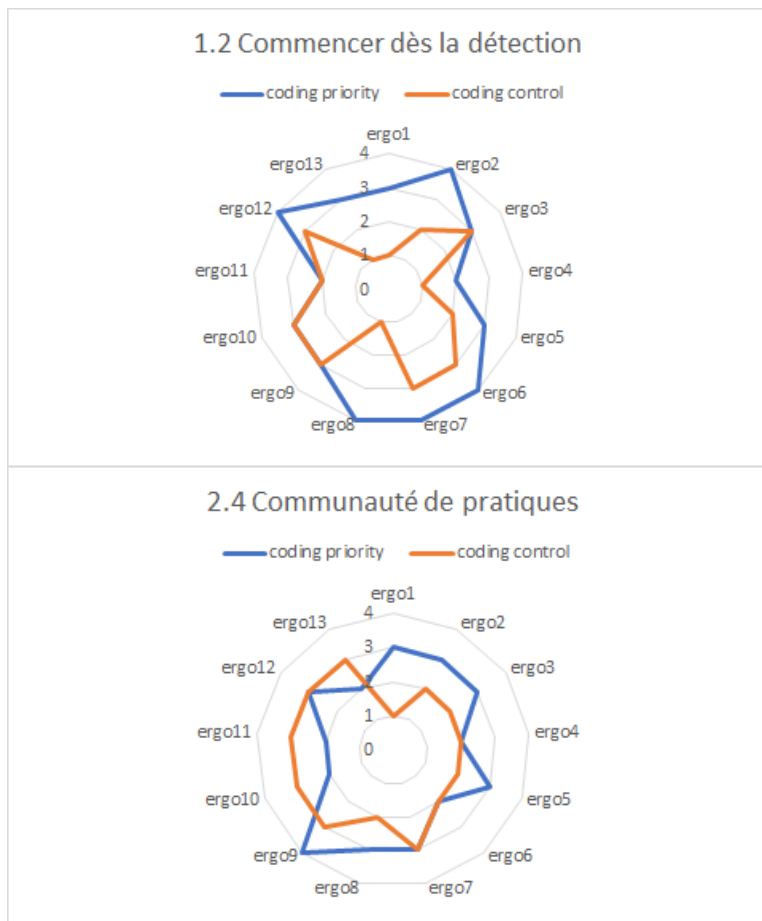 1.2 Commencer dès la détection
coding priority coding control
ergo1
ergo13 4 ergo2
3
ergo12 2 ergo3
1
ergo11 0 ergo4
ergo10 ergo5
ergo9 ergo6
ergo8 ergo7
2.4 Communauté de pratiques
coding priority coding control
ergo1
ergo13 4 ergo2
3
ergo12 2 ergo3
1
ergo11 0 ergo4
ergo10 ergo5
ergo9 ergo6
ergo8 ergo7